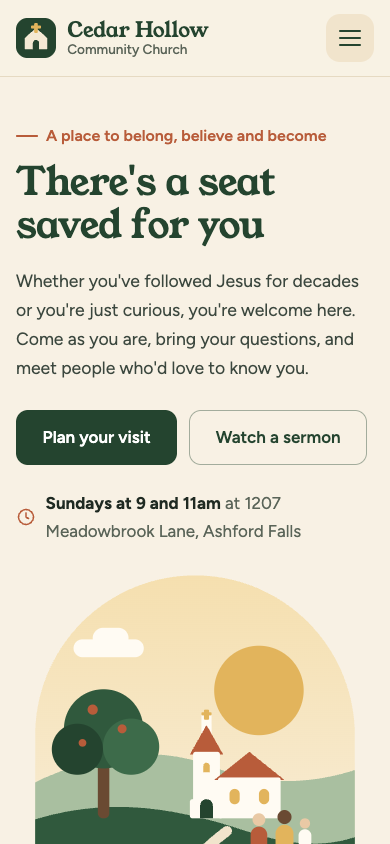 Cedar Hollow
Community Church
A place to belong, believe and become
There's a seat
saved for you
Whether you've followed Jesus for decades
or you're just curious, you're welcome here.
Come as you are, bring your questions, and
meet people who'd love to know you.
Plan your visit
Watch a sermon
Sundays at 9 and 11am at 1207
Meadowbrook Lane, Ashford Falls